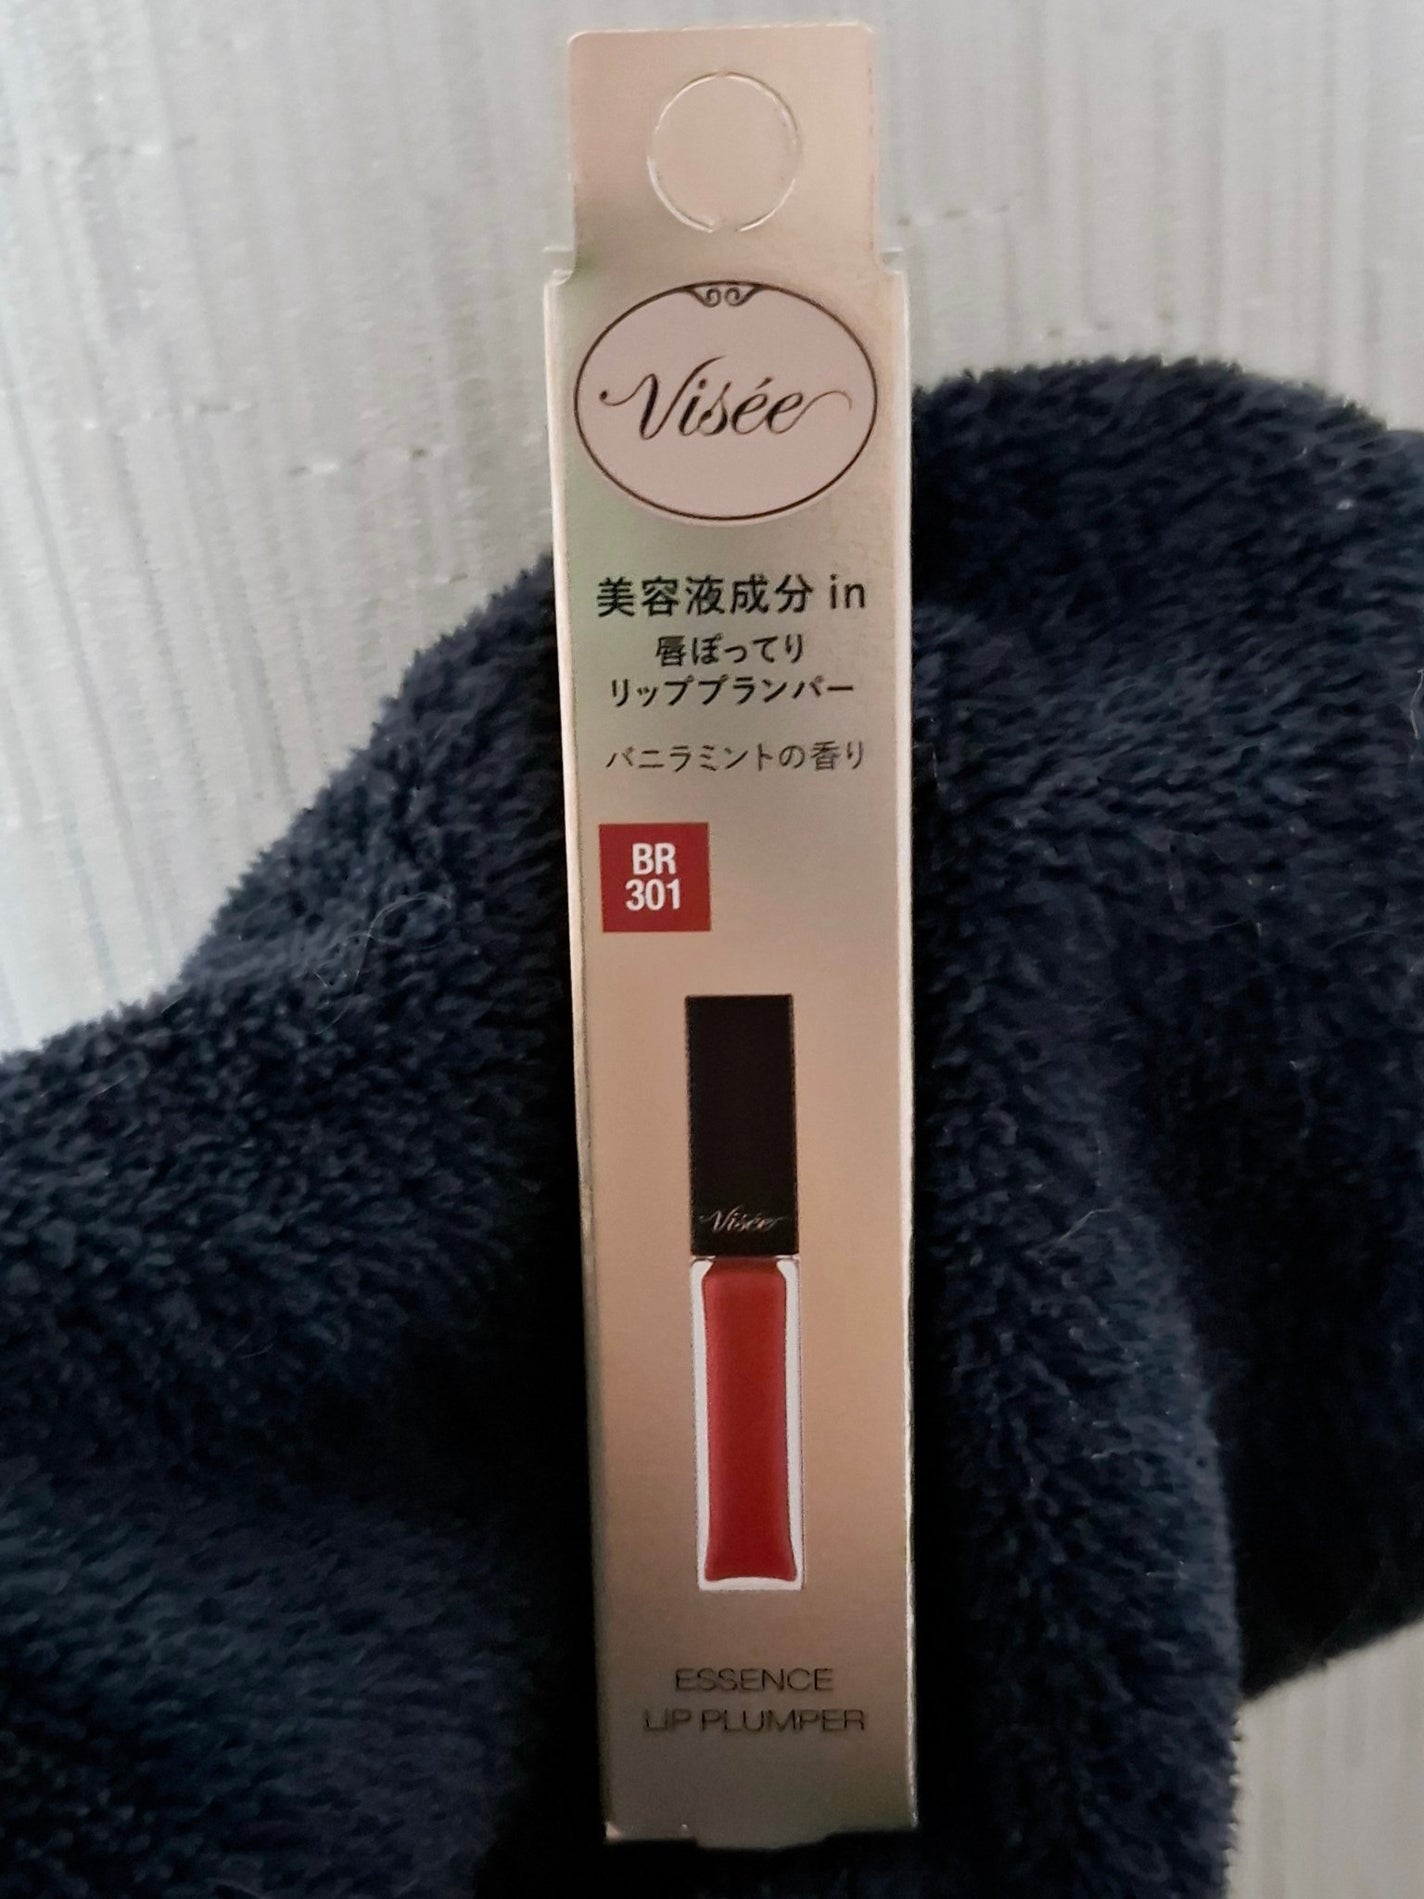 Visée
美容液成分 in
唇ぽってり
リッププランパー
バニラミントの香り
BR
301
Visée
ESSENCE
LIP PLUMPER